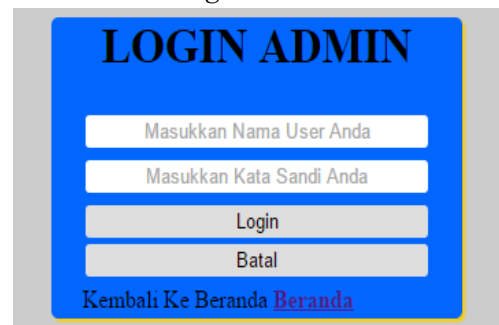 LOGIN ADMIN
Masukkan Nama User Anda
Masukkan Kata Sandi Anda
Login
Batal
Kembali Ke Beranda Beranda